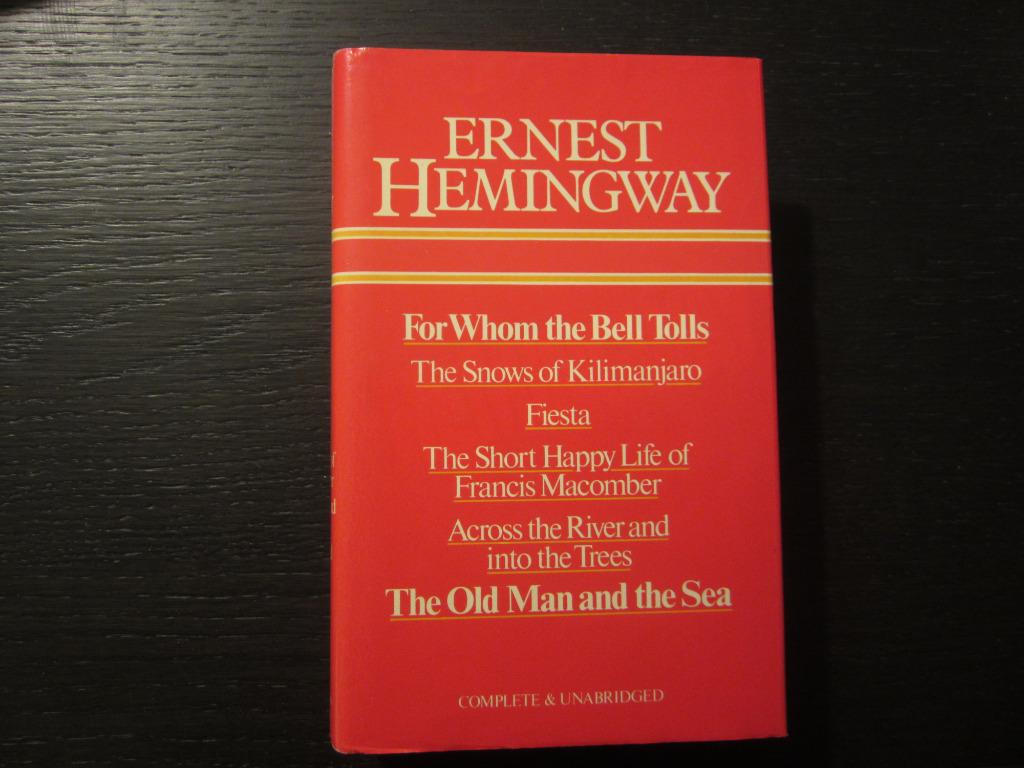 ERNEST
HEMINGWAY
For Whom the Bell Tolls
The Snows of Kilimanjaro
Fiesta
The Short Happy Life of
Francis Macomber
Across the River and
into the Trees
The Old Man and the Sea
COMPLETE & UNABRIDGED